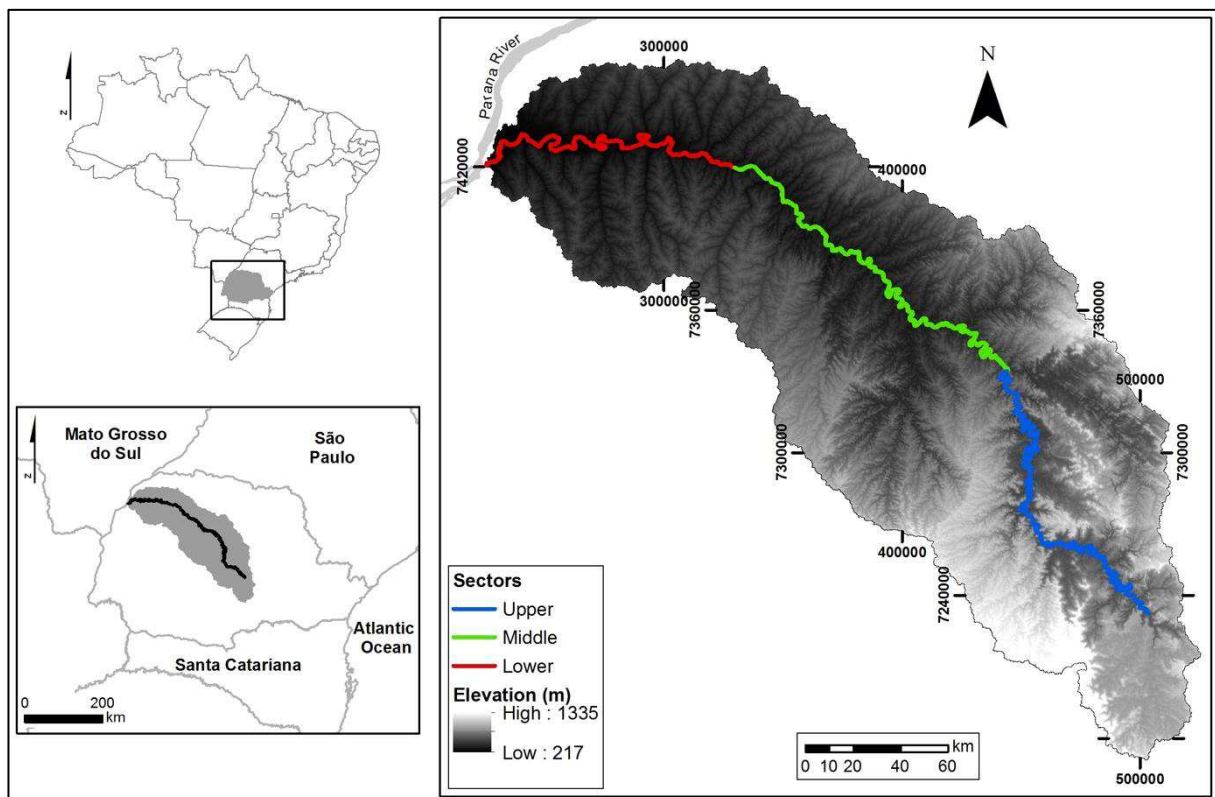 Z
Mato Grosso
do Sul
São
Paulo
Z
Atlantic
Ocean
Santa Catariana
0 200
km
Parana River
N
300000
7420000
400000
300000
7360000
7360000
500000
7300000
7300000
400000
7240000
500000
Sectors
Upper
Middle
Lower
Elevation (m)
High : 1335
Low : 217
km
0 10 20 40 60